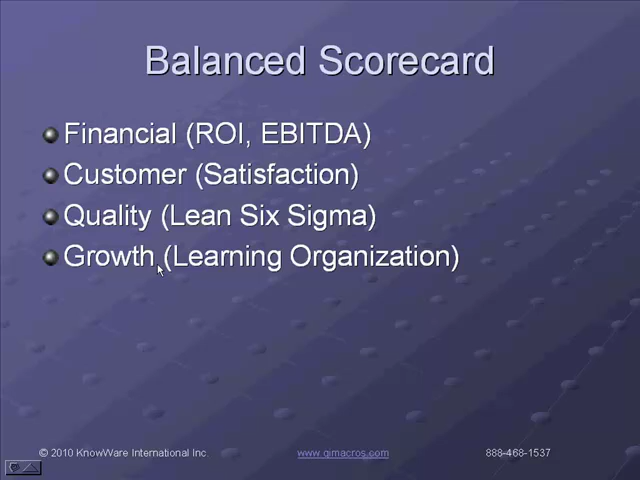 Balanced Scorecard
Financial (ROI, EBITDA)
Customer (Satisfaction)
Quality (Lean Six Sigma)
Growth (Learning Organization)
© 2010 KnowWare International Inc www.qimacros.com 888-468-1537